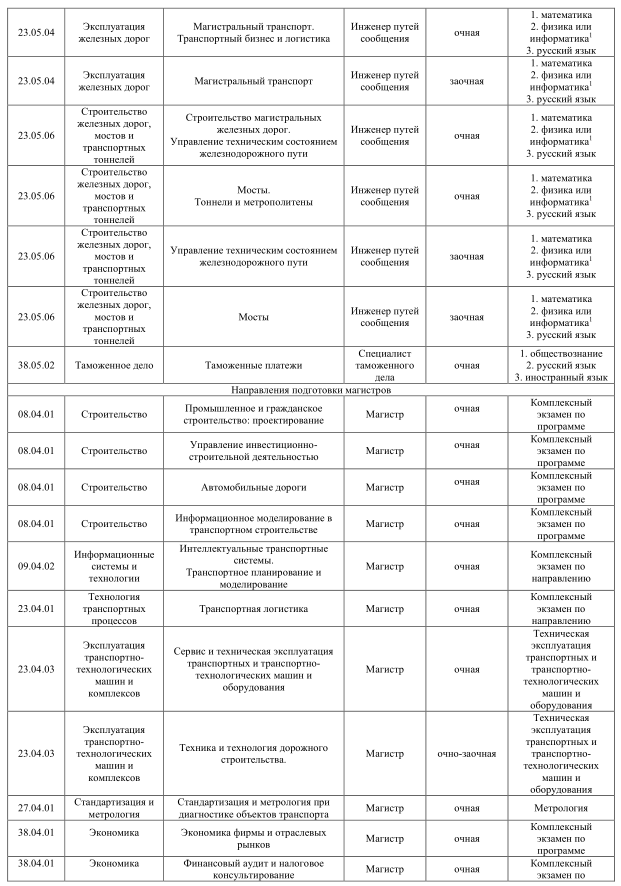 23.05.04
Эксплуатация
железных дорог
Магистральный транспорт.
Транспортный бизнес и логистика
Инженер путей
сообщения
очная
1. математика
2. физика или
информатика1
3. русский язык
23.05.04
Эксплуатация
железных дорог
Магистральный транспорт
Инженер путей
сообщения
заочная
1. математика
2. физика или
информатика1
3. русский язык
23.05.06
Строительство
железных дорог,
мостов и
транспортных
тоннелей
Строительство магистральных
железных дорог.
Управление техническим состоянием
железнодорожного пути
Инженер путей
сообщения
очная
1. математика
2. физика или
информатика1
3. русский язык
23.05.06
Строительство
железных дорог,
мостов и
транспортных
тоннелей
Мосты.
Тоннели и метрополитены
Инженер путей
сообщения
очная
1. математика
2. физика или
информатика1
3. русский язык
23.05.06
Строительство
железных дорог,
мостов и
транспортных
тоннелей
Управление техническим состоянием
железнодорожного пути
Инженер путей
сообщения
заочная
1. математика
2. физика или
информатика1
3. русский язык
23.05.06
Строительство
железных дорог,
мостов и
транспортных
тоннелей
Мосты
Инженер путей
сообщения
заочная
1. математика
2. физика или
информатика1
3. русский язык
38.05.02
Таможенное дело
Таможенные платежи
Специалист
таможенного
дела
очная
1. обществознание
2. русский язык
3. иностранный язык
Направления подготовки магистров
08.04.01
Строительство
Промышленное и гражданское
строительство: проектирование
Магистр
очная
Комплексный
экзамен по
программе
08.04.01
Строительство
Управление инвестиционно-
строительной деятельностью
Магистр
очная
Комплексный
экзамен по
программе
08.04.01
Строительство
Автомобильные дороги
Магистр
очная
Комплексный
экзамен по
программе
08.04.01
Строительство
Информационное моделирование в
транспортном строительстве
Магистр
очная
Комплексный
экзамен по
программе
09.04.02
Информационные
системы и
технологии
Интеллектуальные транспортные
системы.
Транспортное планирование и
моделирование
Магистр
очная
Комплексный
экзамен по
направлению
23.04.01
Технология
транспортных
процессов
Транспортная логистика
Магистр
очная
Комплексный
экзамен по
направлению
23.04.03
Эксплуатация
транспортно-
технологических
машин и
комплексов
Сервис и техническая эксплуатация
транспортных и транспортно-
технологических машин и
оборудования
Магистр
очная
Техническая
эксплуатация
транспортных и
транспортно-
технологических
машин и
оборудования
23.04.03
Эксплуатация
транспортно-
технологических
машин и
комплексов
Техника и технология дорожного
строительства.
Магистр
очно-заочная
Техническая
эксплуатация
транспортных и
транспортно-
технологических
машин и
оборудования
27.04.01
Стандартизация и
метрология
Стандартизация и метрология при
диагностике объектов транспорта
Магистр
очная
Метрология
38.04.01
Экономика
Экономика фирмы и отраслевых
рынков
Магистр
очная
Комплексный
экзамен по
программе
38.04.01
Экономика
Финансовый аудит и налоговое
консультирование
Магистр
очная
Комплексный
экзамен по